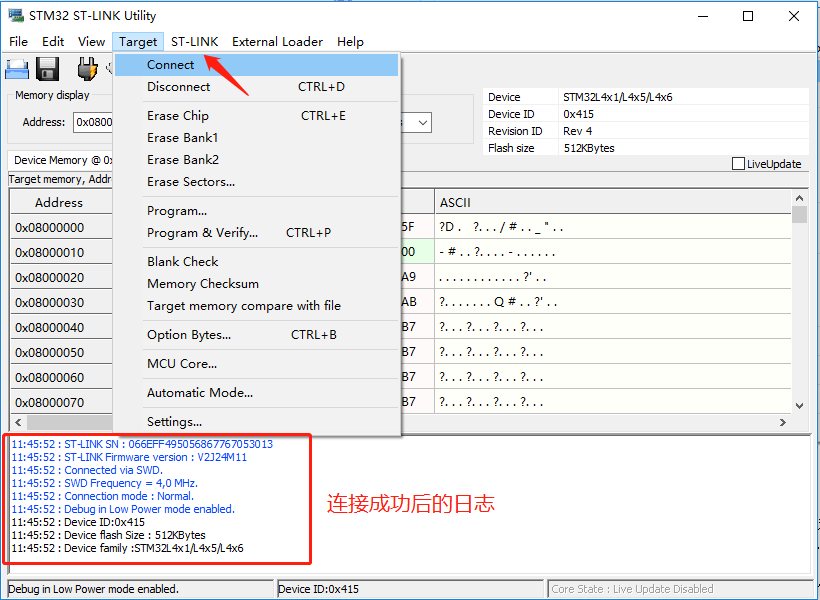 STM32 ST-LINK Utility
File Edit View Target ST-LINK External Loader Help
Connect
Disconnect CTRL+D
Erase Chip CTRL+E
Erase Bank1
Erase Bank2
Erase Sectors...
Program...
Program & Verify... CTRL+P
Blank Check
Memory Checksum
Target memory compare with file
Option Bytes... CTRL+B
MCU Core...
Automatic Mode...
Settings...
Memory display
Address: 0x0800
Device STM32L4x1/L4x5/L4x6
Device ID 0x415
Revision ID Rev 4
Flash size 512KBytes
LiveUpdate
Device Memory @ 0x
Target memory, Addr
Address ASCII
0x08000000 5F ?D . ?... / # .. _ " . .
0x08000010 00 - # . . ?. . . . - . . . . . .
0x08000020 A9 . . . . . . . . . . . . ?' . .
0x08000030 AB ?. . . . . . . Q # . . ?' . .
0x08000040 B7 ?. . . ?. . . ?. . . ?. . .
0x08000050 B7 ?. . . ?. . . ?. . . ?. . .
0x08000060 B7 ?. . . ?. . . ?. . . ?. . .
0x08000070 B7 ?. . . ?. . . ?. . . ?. . .
11:45:52 : ST-LINK SN : 066EFF495056867767053013
11:45:52 : ST-LINK Firmware version : V2J24M11
11:45:52 : Connected via SWD.
11:45:52 : SWD Frequency = 4,0 MHz.
11:45:52 : Connection mode : Normal.
11:45:52 : Debug in Low Power mode enabled.
11:45:52 : Device ID:0x415
11:45:52 : Device flash Size : 512KBytes
11:45:52 : Device family :STM32L4x1/L4x5/L4x6
连接成功后的日志
Debug in Low Power mode enabled. Device ID:0x415 Core State : Live Update Disabled